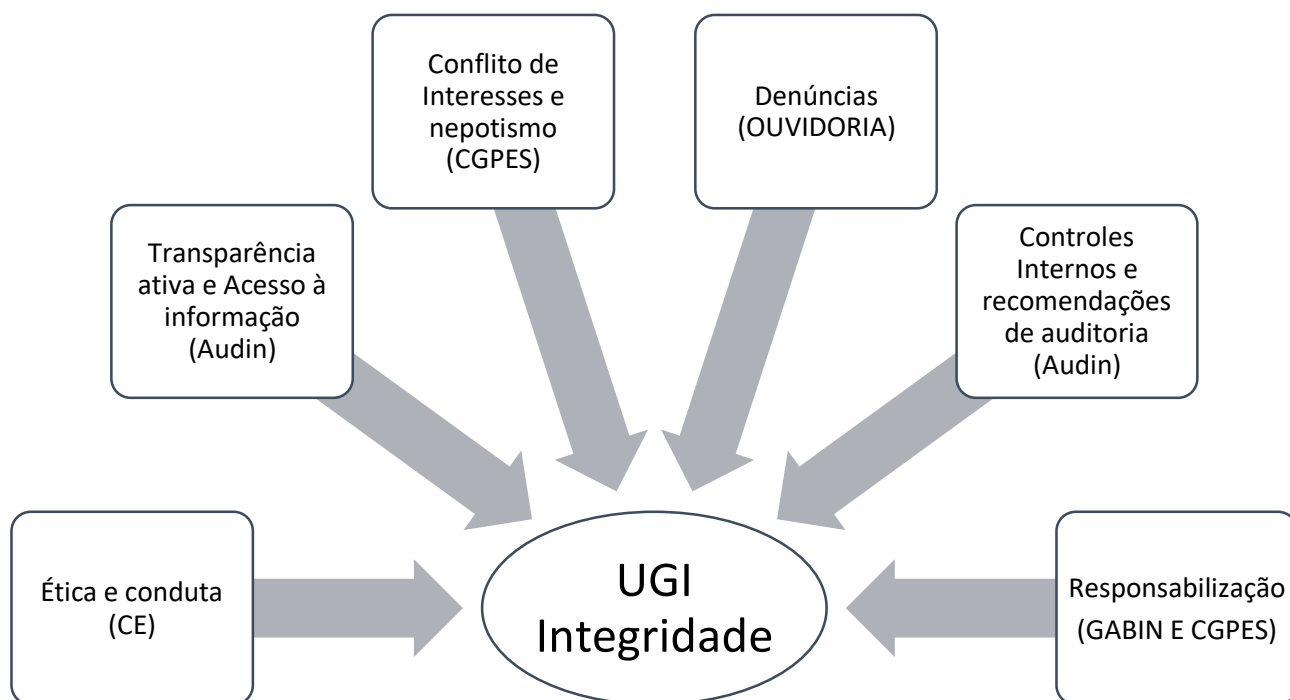 Conflito de
Interesses e
nepotismo
(CGPES)
Denúncias
(OUVIDORIA)
Transparência
ativa e Acesso à
informação
(Audin)
Controles
Internos e
recomendações
de auditoria
(Audin)
Ética e conduta
(CE)
UGI
Integridade
Responsabilização
(GABIN E CGPES)